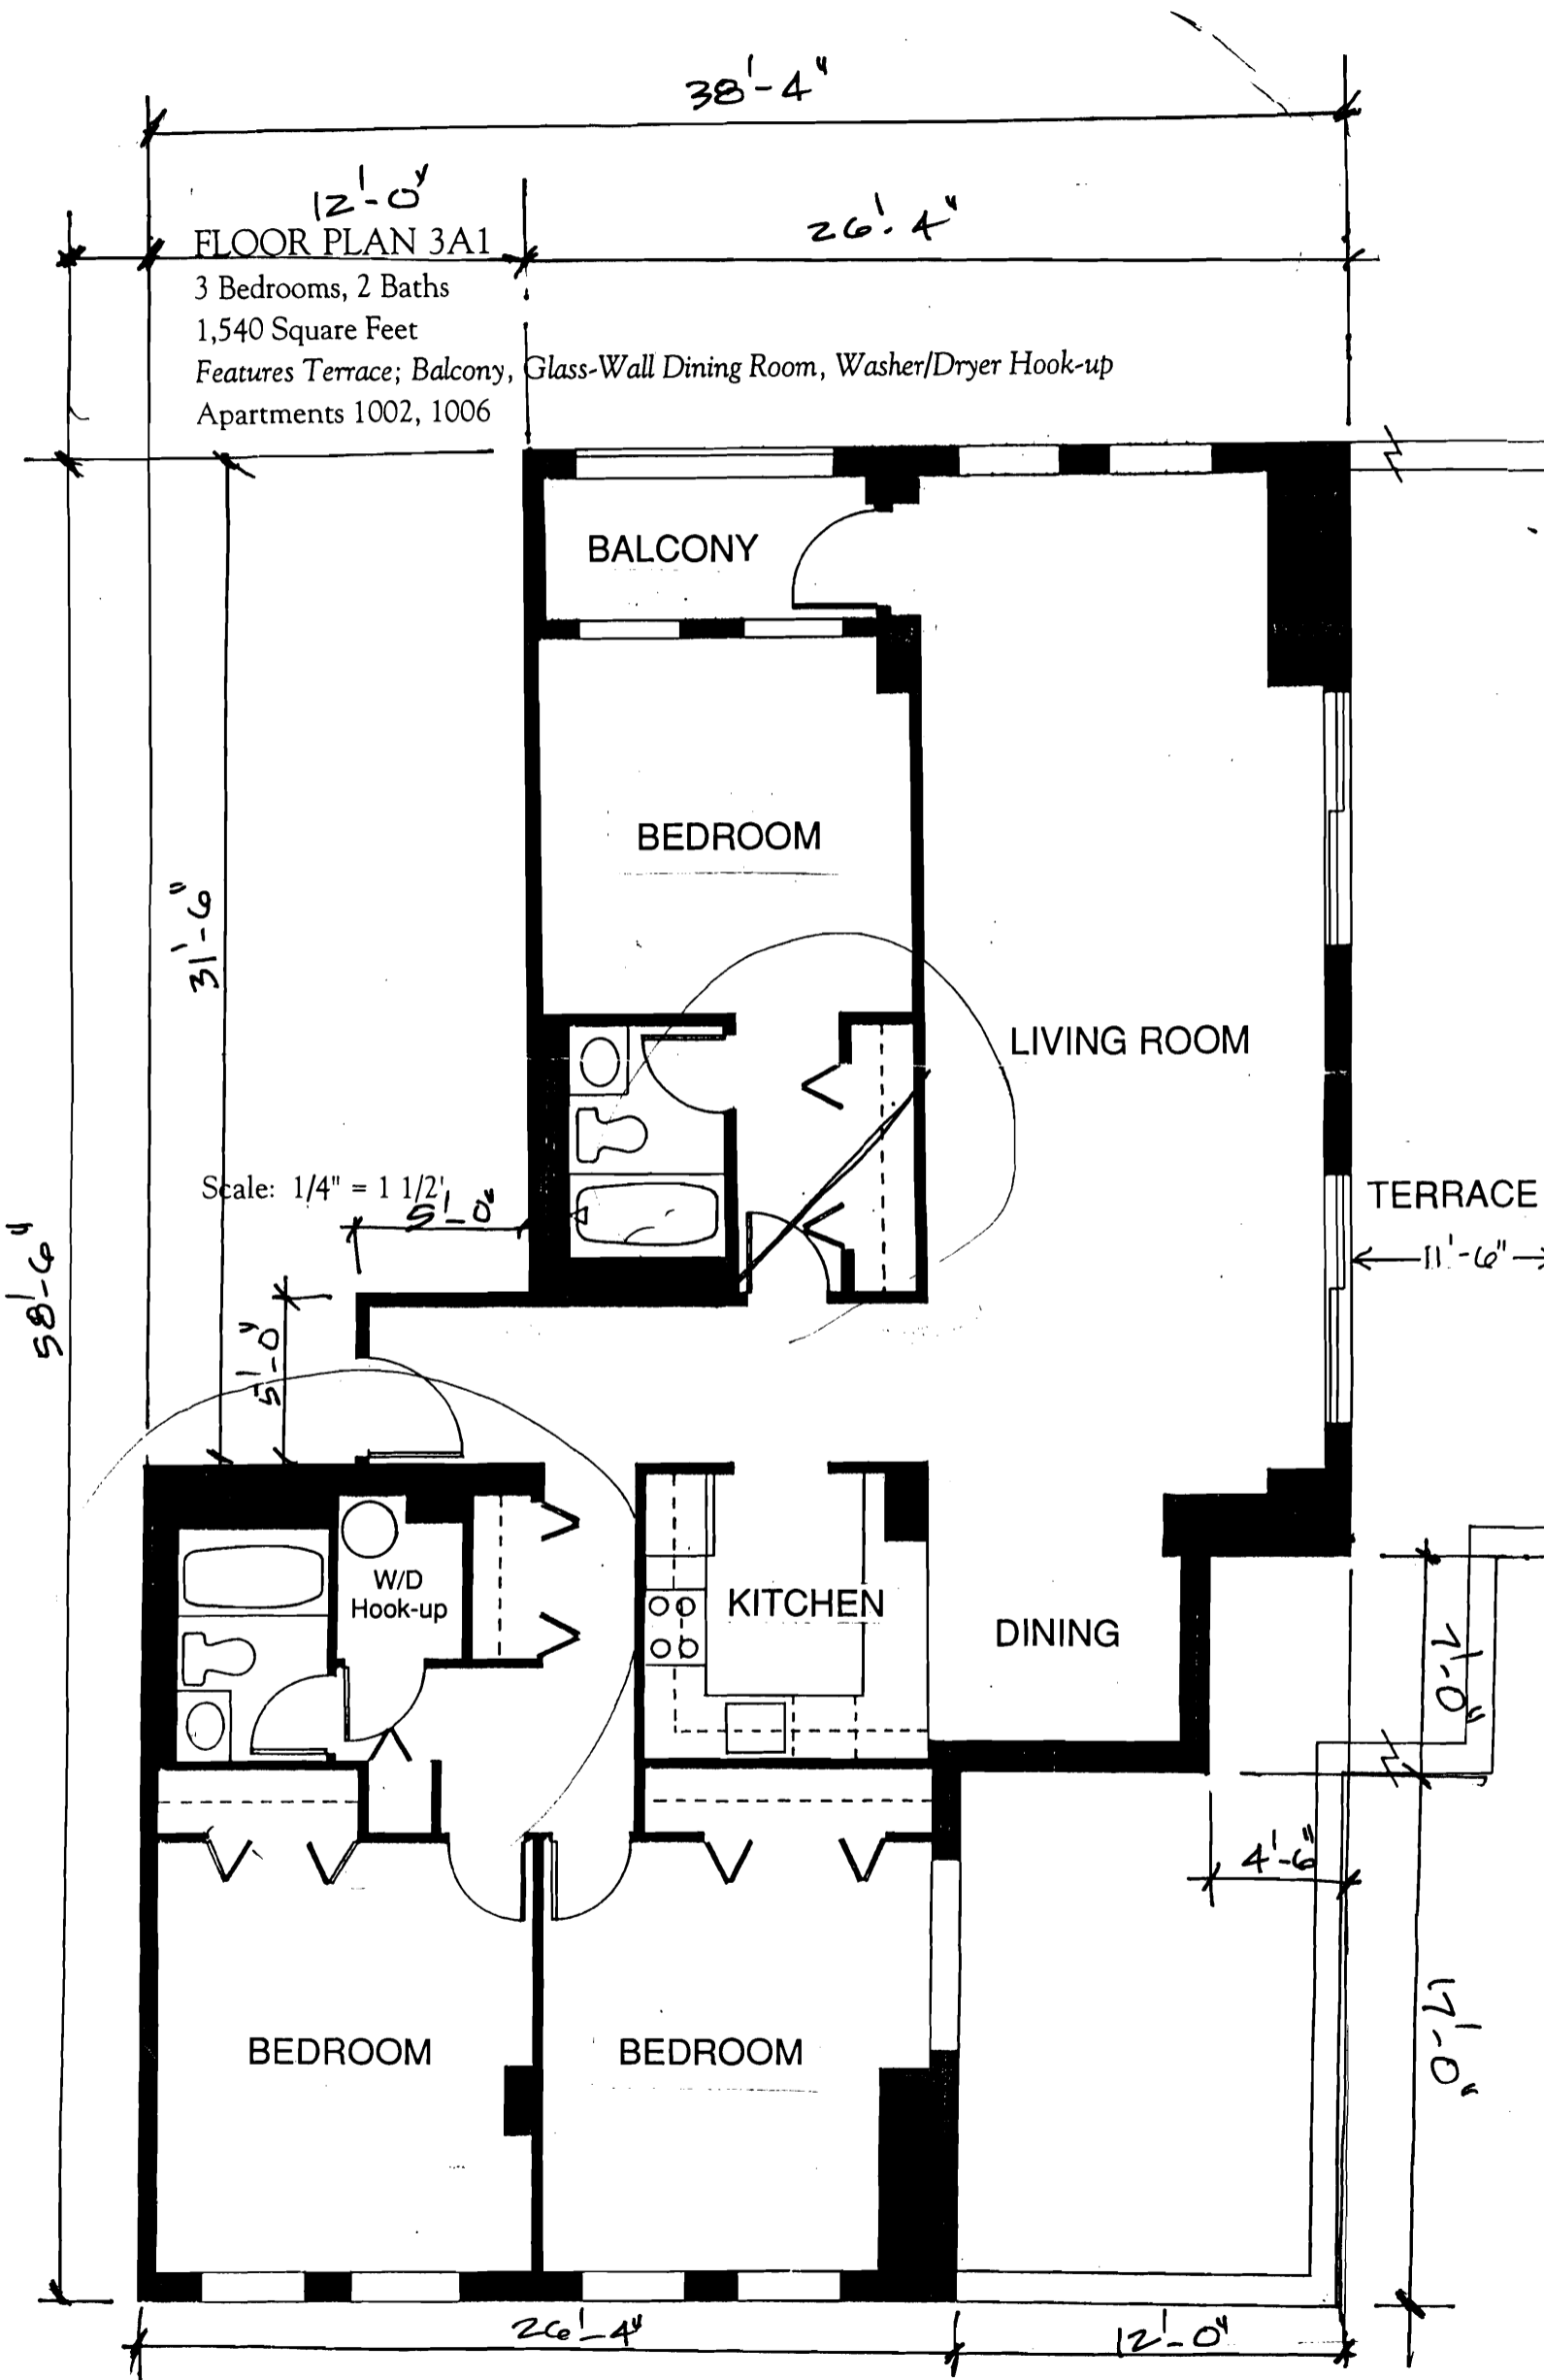 38'-4"
12'-0"
26'-4"
FLOOR PLAN 3A1
3 Bedrooms, 2 Baths
1,540 Square Feet
Features Terrace; Balcony, Glass-Wall Dining Room, Washer/Dryer Hook-up
Apartments 1002, 1006
BALCONY
BEDROOM
31'-6"
LIVING ROOM
Scale: 1/4" = 1 1/2'
5'-0"
TERRACE
11'-6"
58'-6"
5'-0"
W/D
Hook-up
KITCHEN
DINING
7'-0"
4'-6"
BEDROOM
BEDROOM
17'-0"
26'-4"
12'-0"